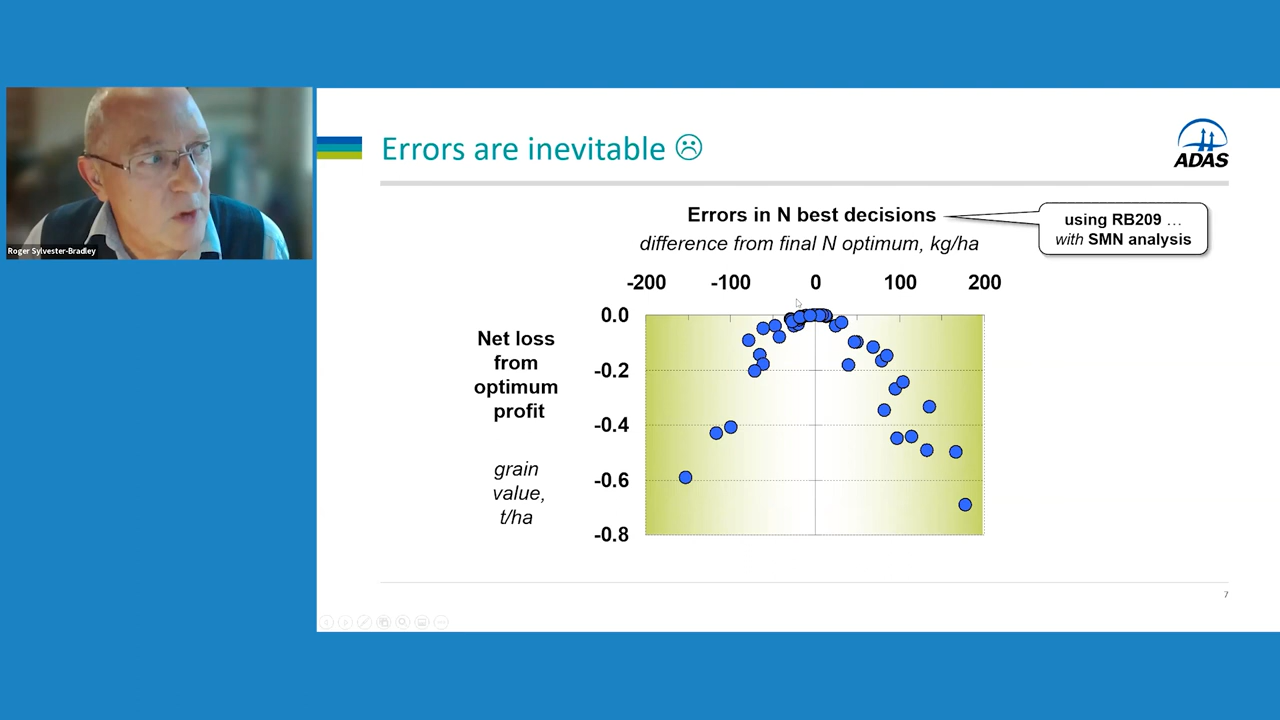 Roger Sylvester-Bradley
Errors are inevitable ☹
ADAS
Errors in N best decisions
difference from final N optimum, kg/ha
using RB209 ...
with SMN analysis
-200 -100 0 100 200
Net loss
from
optimum
profit
grain
value,
t/ha
0.0
-0.2
-0.4
-0.6
-0.8
7